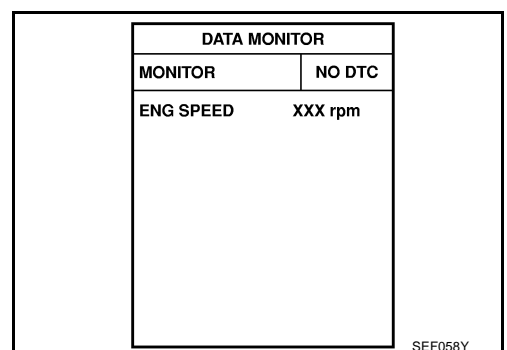 DATA MONITOR
MONITOR NO DTC
ENG SPEED XXX rpm
SEF058Y